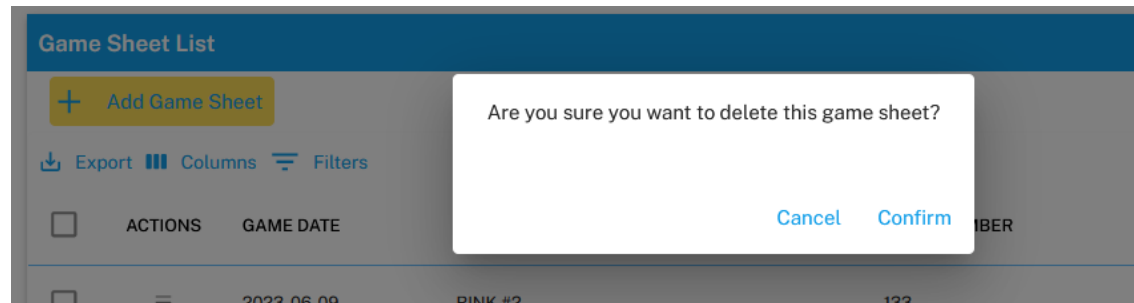 Game Sheet List
+ Add Game Sheet
Are you sure you want to delete this game sheet?
Export Columns Filters
Cancel Confirm
ACTIONS GAME DATE MBER
2023-06-09 RINK #2 133